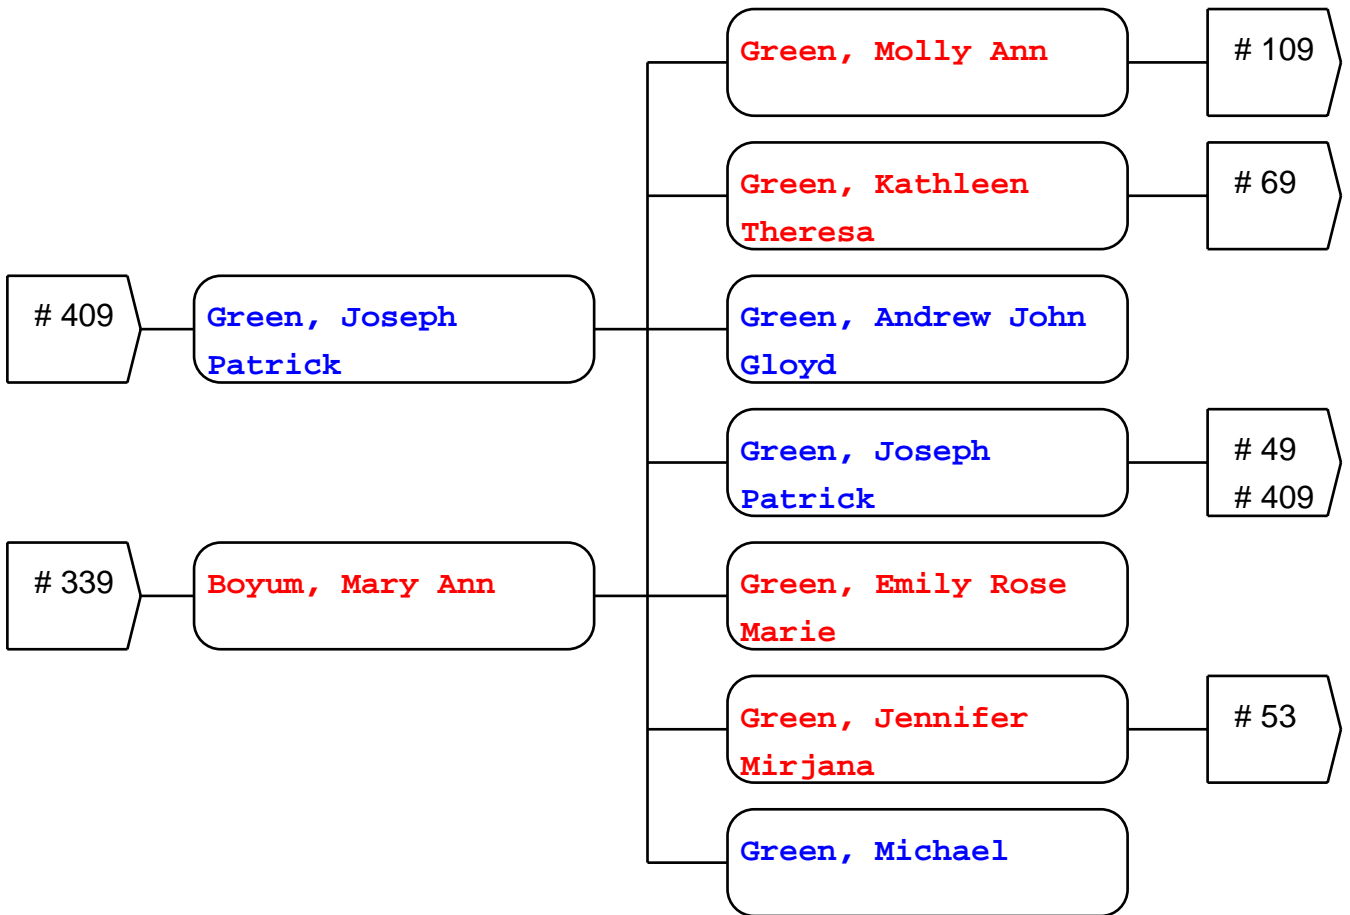 Green, Molly Ann
# 109
Green, Kathleen
Theresa
# 69
# 409
Green, Joseph
Patrick
Green, Andrew John
Gloyd
Green, Joseph
Patrick
# 49
# 409
# 339
Boyum, Mary Ann
Green, Emily Rose
Marie
Green, Jennifer
Mirjana
# 53
Green, Michael